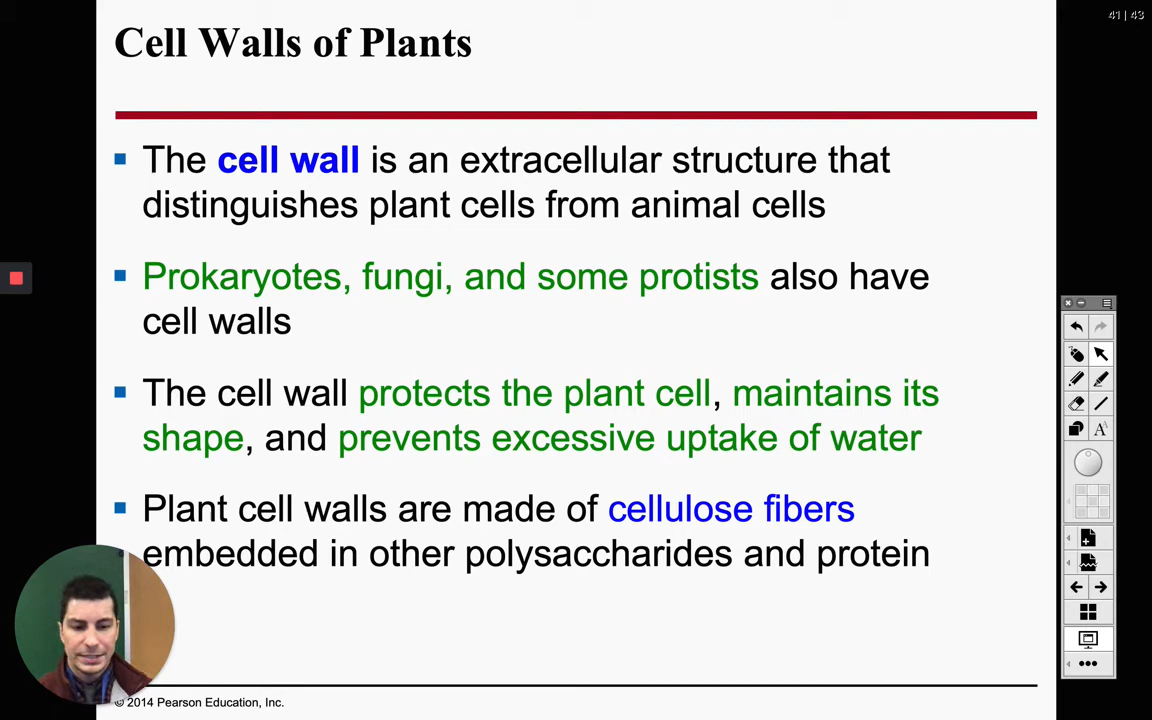 41 | 43
Cell Walls of Plants
▪ The cell wall is an extracellular structure that
distinguishes plant cells from animal cells
▪ Prokaryotes, fungi, and some protists also have
cell walls
▪ The cell wall protects the plant cell, maintains its
shape, and prevents excessive uptake of water
▪ Plant cell walls are made of cellulose fibers
embedded in other polysaccharides and protein
© 2014 Pearson Education, Inc.